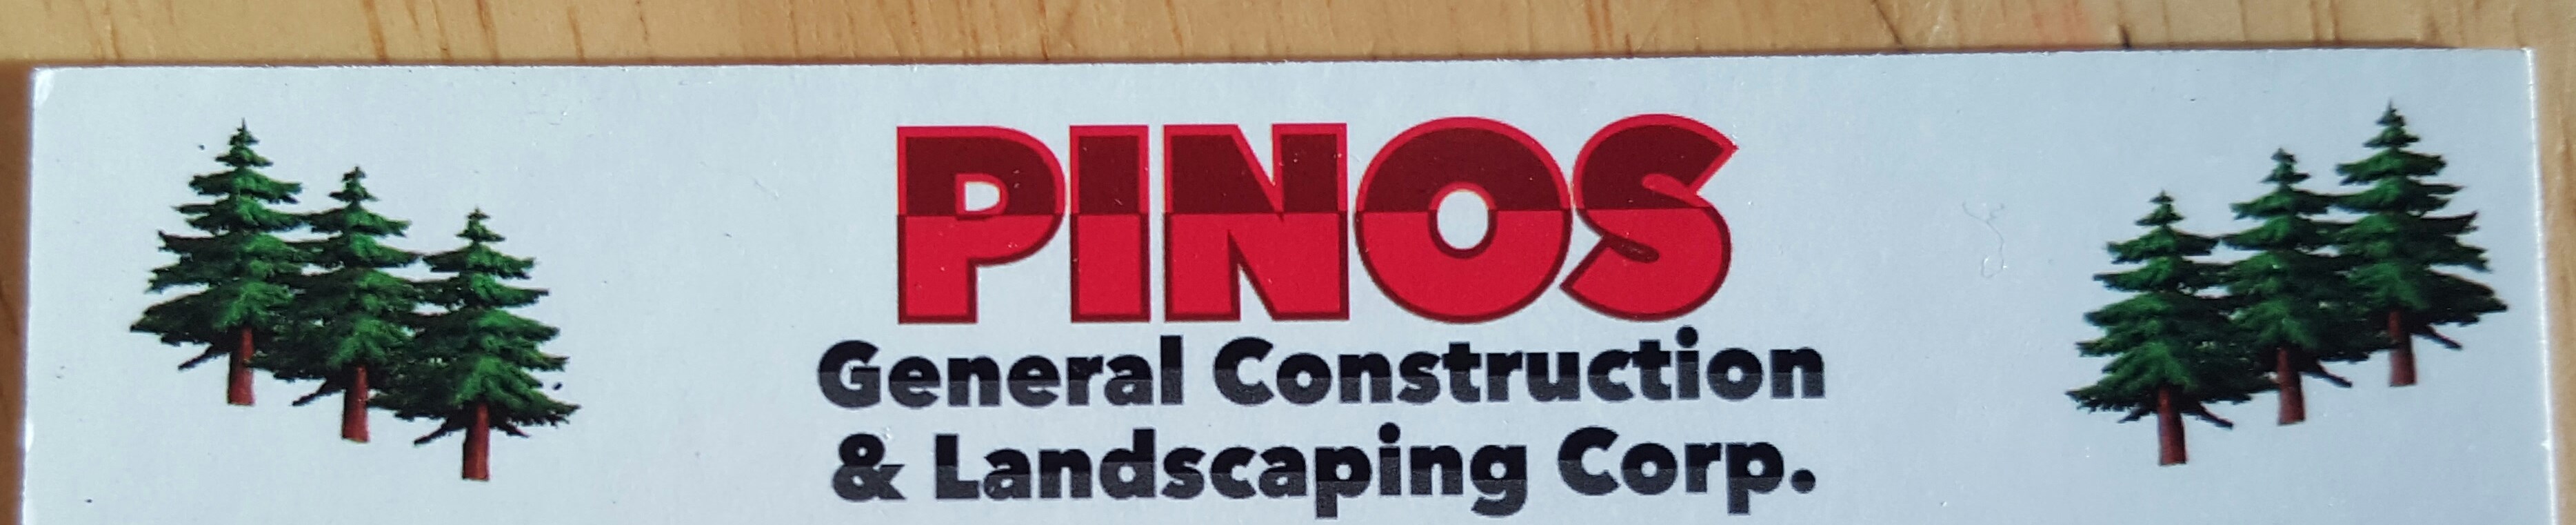 PINOS
General Construction
& Landscaping Corp.